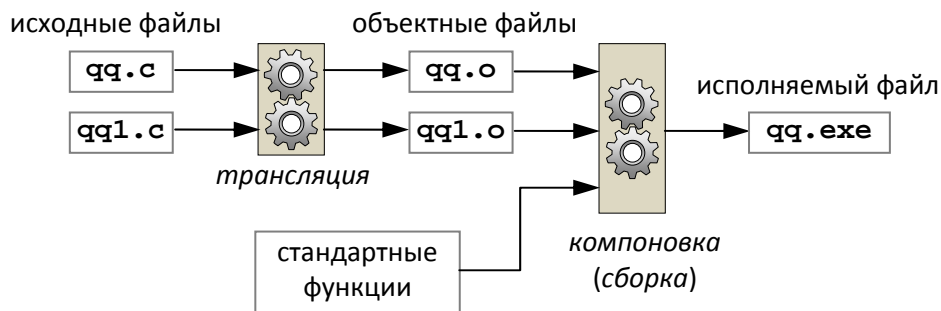 исходные файлы
объектные файлы
qq.c
qq.o
исполняемый файл
qq1.c
qq1.o
qq.exe
трансляция
стандартные
функции
компоновка
(сборка)